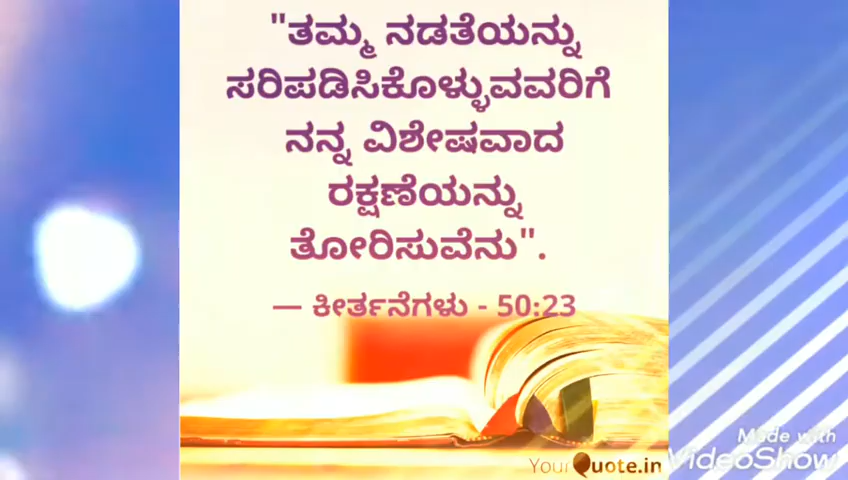 "ತಮ್ಮ ನಡತೆಯನ್ನು
ಸರಿಪಡಿಸಿಕೊಳ್ಳುವವರಿಗೆ
ನನ್ನ ವಿಶೇಷವಾದ
ರಕ್ಷಣೆಯನ್ನು
ತೋರಿಸುವೆನು".
— ಕೀರ್ತನೆಗಳು - 50:23
YourQuote.in
Made with
VideoShow